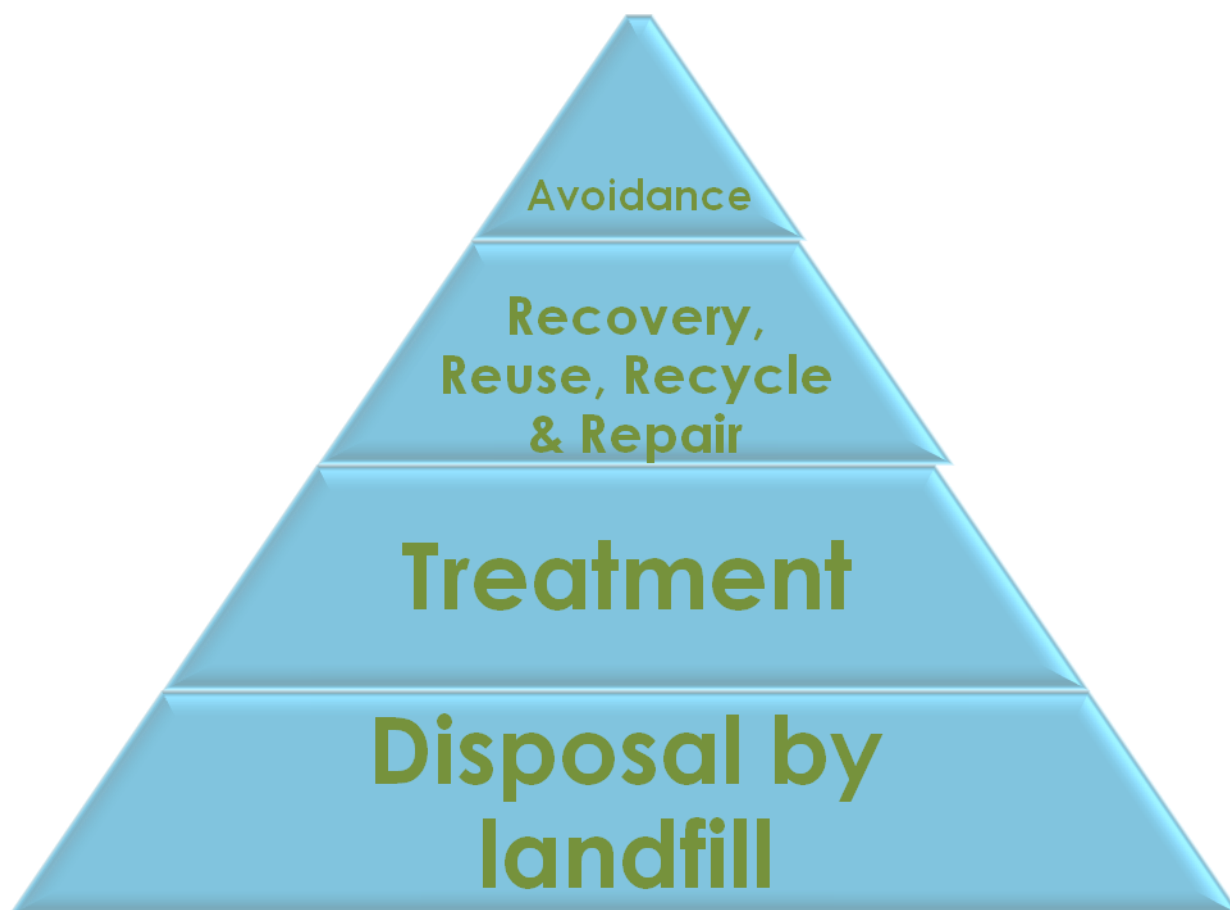 Avoidance
Recovery,
Reuse, Recycle
& Repair
Treatment
Disposal by
landfill